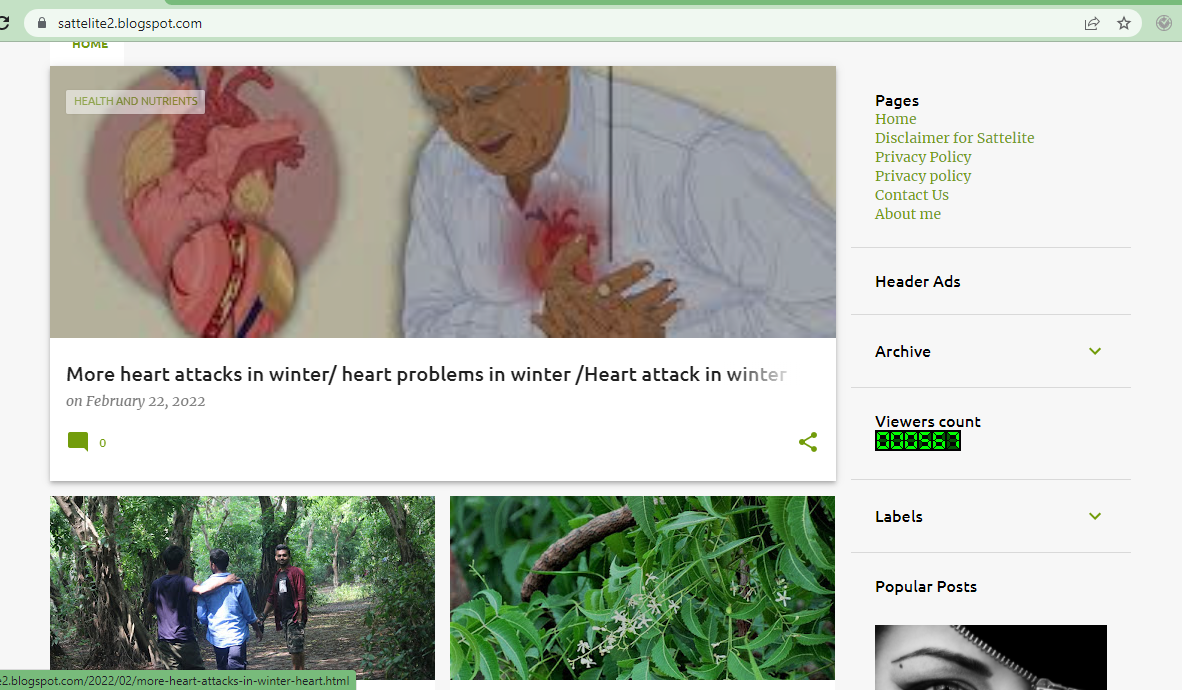 sattelite2.blogspot.com
HOME
HEALTH AND NUTRIENTS
More heart attacks in winter/ heart problems in winter /Heart attack in winter
on February 22, 2022
0
Pages
Home
Disclaimer for Sattelite
Privacy Policy
Privacy policy
Contact Us
About me
Header Ads
Archive
Viewers count
000567
Labels
Popular Posts
e2.blogspot.com/2022/02/more-heart-attacks-in-winter-heart.html